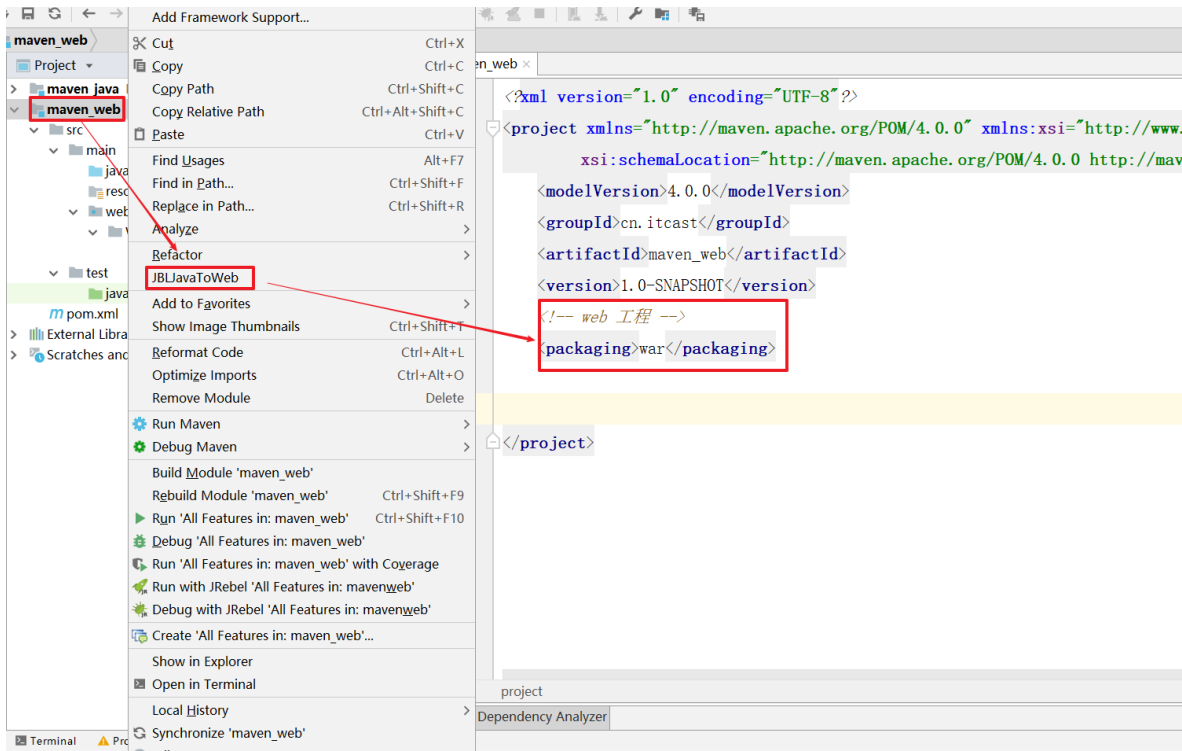 maven_web
Project
maven_java
maven_web
src
main
java
resc
web
test
java
pom.xml
External Libra
Scratches and
Add Framework Support...
Cut Ctrl+X
Copy Ctrl+C
Copy Path Ctrl+Shift+C
Copy Relative Path Ctrl+Alt+Shift+C
Paste Ctrl+V
Find Usages Alt+F7
Find in Path... Ctrl+Shift+F
Replace in Path... Ctrl+Shift+R
Analyze
Refactor
JBLJavaToWeb
Add to Favorites
Show Image Thumbnails Ctrl+Shift+T
Reformat Code Ctrl+Alt+L
Optimize Imports Ctrl+Alt+O
Remove Module Delete
Run Maven
Debug Maven
Build Module 'maven_web'
Rebuild Module 'maven_web' Ctrl+Shift+F9
Run 'All Features in: maven_web' Ctrl+Shift+F10
Debug 'All Features in: maven_web'
Run 'All Features in: maven_web' with Coverage
Run with JRebel 'All Features in: mavenweb'
Debug with JRebel 'All Features in: mavenweb'
Create 'All Features in: maven_web'...
Show in Explorer
Open in Terminal
Local History
Synchronize 'maven_web'
en_web
<?xml version="1.0" encoding="UTF-8"?>
<project xmlns="http://maven.apache.org/POM/4.0.0" xmlns:xsi="http://www.
xsi:schemaLocation="http://maven.apache.org/POM/4.0.0 http://mav
<modelVersion>4.0.0</modelVersion>
<groupId>cn.itcast</groupId>
<artifactId>maven_web</artifactId>
<version>1.0-SNAPSHOT</version>
<!-- web 工程 -->
<packaging>war</packaging>
</project>
project
Dependency Analyzer
Terminal